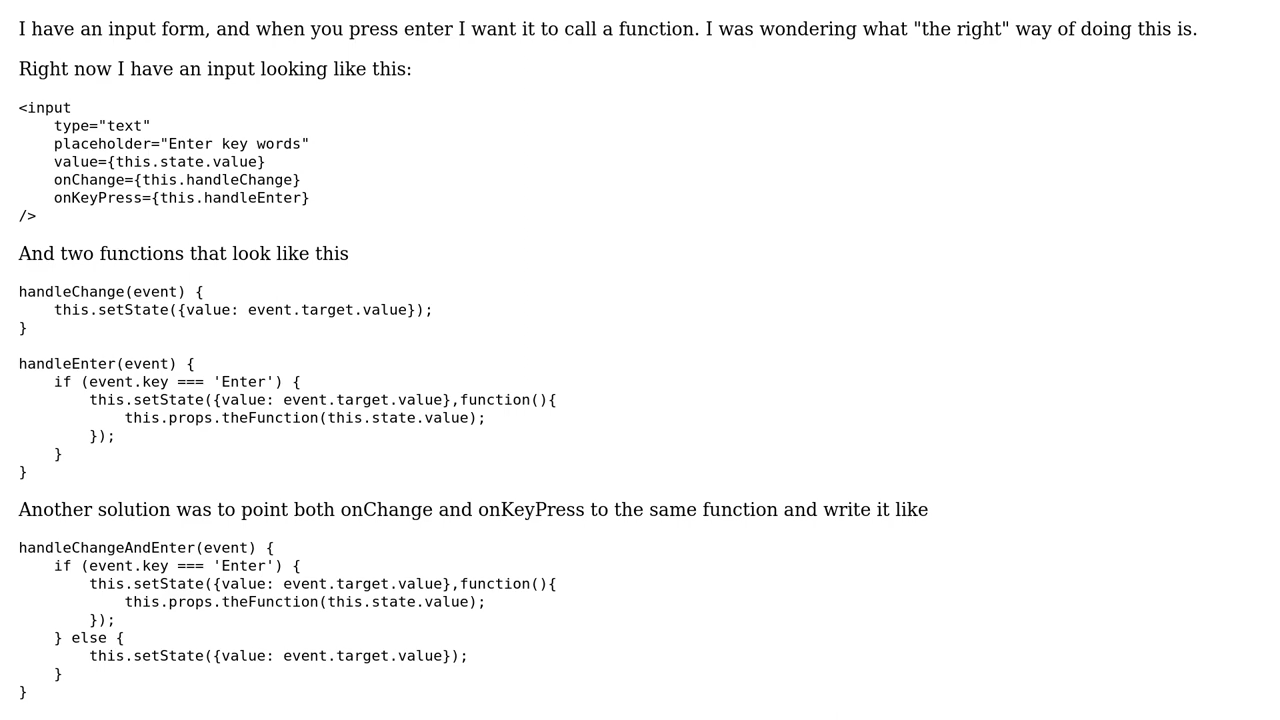 I have an input form, and when you press enter I want it to call a function. I was wondering what "the right" way of doing this is.
Right now I have an input looking like this:
<input
    type="text"
    placeholder="Enter key words"
    value={this.state.value}
    onChange={this.handleChange}
    onKeyPress={this.handleEnter}
/>
And two functions that look like this
handleChange(event) {
    this.setState({value: event.target.value});
}
handleEnter(event) {
    if (event.key === 'Enter') {
        this.setState({value: event.target.value},function(){
            this.props.theFunction(this.state.value);
        });
    }
}
Another solution was to point both onChange and onKeyPress to the same function and write it like
handleChangeAndEnter(event) {
    if (event.key === 'Enter') {
        this.setState({value: event.target.value},function(){
            this.props.theFunction(this.state.value);
        });
    } else {
        this.setState({value: event.target.value});
    }
}